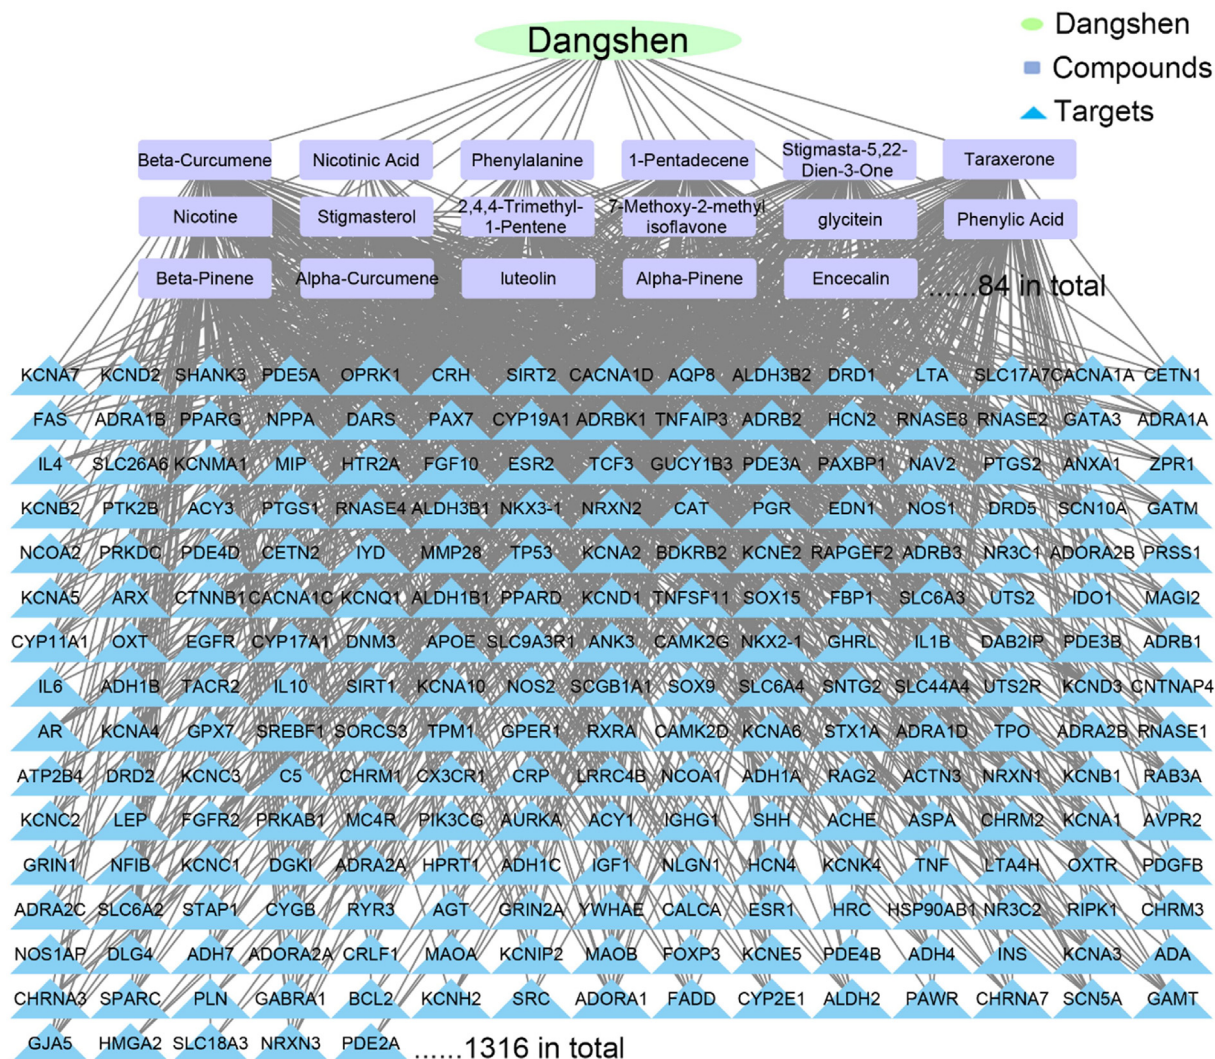 Dangshen
Dangshen
Compounds
Targets
Beta-Curcumene Nicotinic Acid Phenylalanine 1-Pentadecene Stigmasta-5,22-
Dien-3-One Taraxerone
Nicotine Stigmasterol 2,4,4-Trimethyl-
1-Pentene 7-Methoxy-2-methyl
isoflavone glycitein Phenylic Acid
Beta-Pinene Alpha-Curcumene luteolin Alpha-Pinene Encecalin ......84 in total
KCNA7 KCND2 SHANK3 PDE5A OPRK1 CRH SIRT2 CACNA1D AQP8 ALDH3B2 DRD1 LTA SLC17A7 CACNA1A CETN1
FAS ADRA1B PPARG NPPA DARS PAX7 CYP19A1 ADRBK1 TNFAIP3 ADRB2 HCN2 RNASE8 RNASE2 GATA3 ADRA1A
IL4 SLC26A6 KCNMA1 MIP HTR2A FGF10 ESR2 TCF3 GUCY1B3 PDE3A PAXBP1 NAV2 PTGS2 ANXA1 ZPR1
KCNB2 PTK2B ACY3 PTGS1 RNASE4 ALDH3B1 NKX3-1 NRXN2 CAT PGR EDN1 NOS1 DRD5 SCN10A GATM
NCOA2 PRKDC PDE4D CETN2 IYD MMP28 TP53 KCNA2 BDKRB2 KCNE2 RAPGEF2 ADRB3 NR3C1 ADORA2B PRSS1
KCNA5 ARX CTNNB1 CACNA1C KCNQ1 ALDH1B1 PPARD KCND1 TNFSF11 SOX15 FBP1 SLC6A3 UTS2 IDO1 MAGI2
CYP11A1 OXT EGFR CYP17A1 DNM3 APOE SLC9A3R1 ANK3 CAMK2G NKX2-1 GHRL IL1B DAB2IP PDE3B ADRB1
IL6 ADH1B TACR2 IL10 SIRT1 KCNA10 NOS2 SCGB1A1 SOX9 SLC6A4 SNTG2 SLC44A4 UTS2R KCND3 CNTNAP4
AR KCNA4 GPX7 SREBF1 SORCS3 TPM1 GPER1 RXRA CAMK2D KCNA6 STX1A ADRA1D TPO ADRA2B RNASE1
ATP2B4 DRD2 KCNC3 C5 CHRM1 CX3CR1 CRP LRRC4B NCOA1 ADH1A RAG2 ACTN3 NRXN1 KCNB1 RAB3A
KCNC2 LEP FGFR2 PRKAB1 MC4R PIK3CG AURKA ACY1 IGHG1 SHH ACHE ASPA CHRM2 KCNA1 AVPR2
GRIN1 NFIB KCNC1 DGKI ADRA2A HPRT1 ADH1C IGF1 NLGN1 HCN4 KCNK4 TNF LTA4H OXTR PDGFB
ADRA2C SLC6A2 STAP1 CYGB RYR3 AGT GRIN2A YWHAE CALCA ESR1 HRC HSP90AB1 NR3C2 RIPK1 CHRM3
NOS1AP DLG4 ADH7 ADORA2A CRLF1 MAOA KCNIP2 MAOB FOXP3 KCNE5 PDE4B ADH4 INS KCNA3 ADA
CHRNA3 SPARC PLN GABRA1 BCL2 KCNH2 SRC ADORA1 FADD CYP2E1 ALDH2 PAWR CHRNA7 SCN5A GAMT
GJA5 HMGA2 SLC18A3 NRXN3 PDE2A ......1316 in total